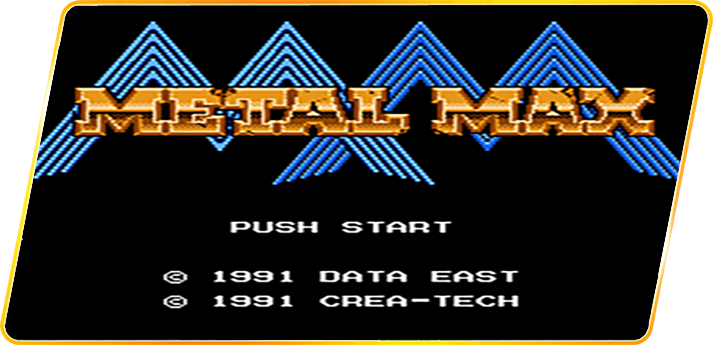 METAL MAX
PUSH START
© 1991 DATA EAST
© 1991 CREA-TECH